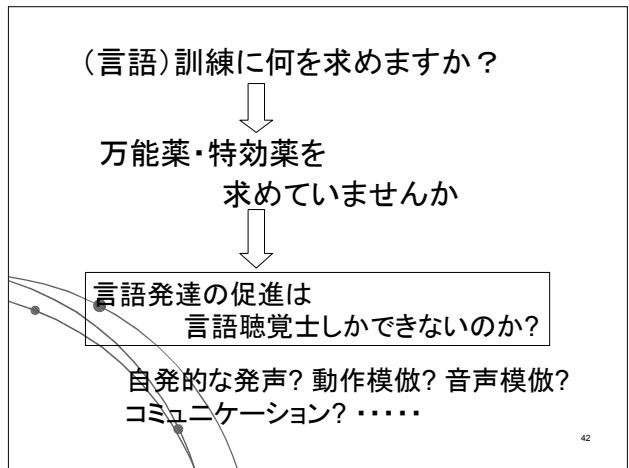 (言語)訓練に何を求めますか？
万能薬・特効薬を
求めていませんか
言語発達の促進は
言語聴覚士しかできないのか?
自発的な発声? 動作模倣? 音声模倣?
コミュニケーション? ・・・・・
42